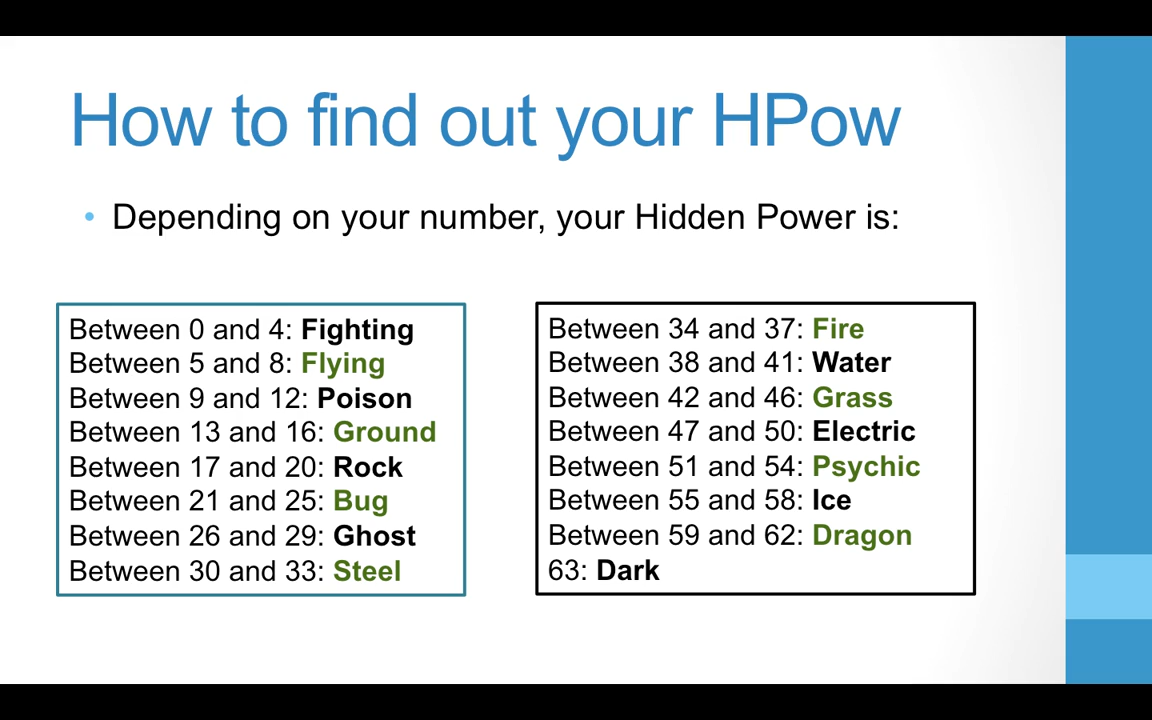 How to find out your HPow
• Depending on your number, your Hidden Power is:
Between 0 and 4: Fighting
Between 5 and 8: Flying
Between 9 and 12: Poison
Between 13 and 16: Ground
Between 17 and 20: Rock
Between 21 and 25: Bug
Between 26 and 29: Ghost
Between 30 and 33: Steel
Between 34 and 37: Fire
Between 38 and 41: Water
Between 42 and 46: Grass
Between 47 and 50: Electric
Between 51 and 54: Psychic
Between 55 and 58: Ice
Between 59 and 62: Dragon
63: Dark